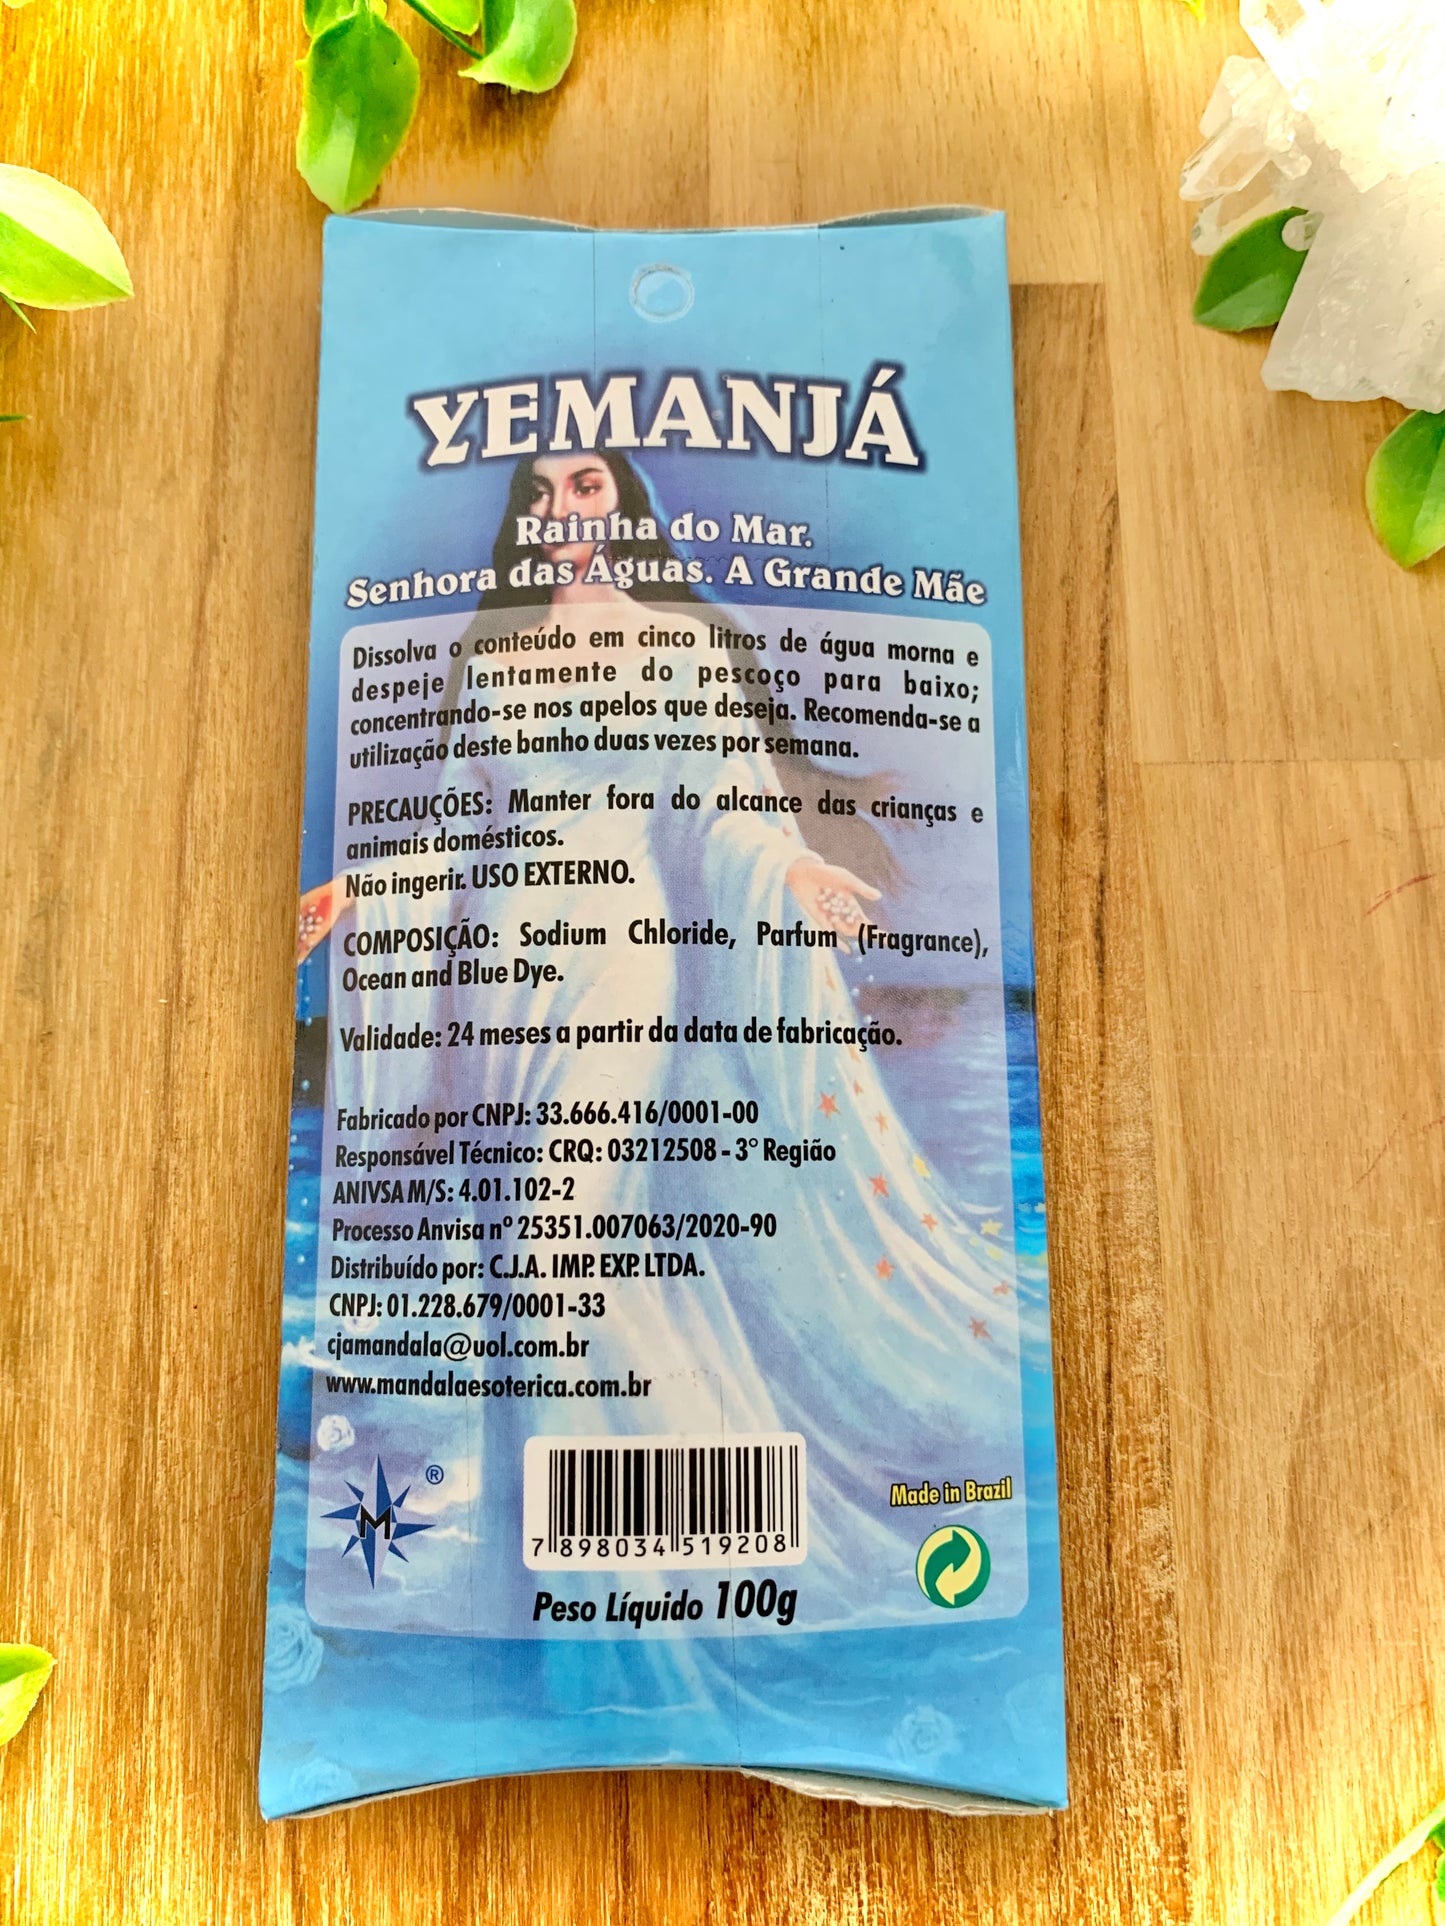 YEMANJÁ
Rainha do Mar.
Senhora das Águas. A Grande Mãe
Dissolva o conteúdo em cinco litros de água morna e
despeje lentamente do pescoço para baixo;
concentrando-se nos apelos que deseja. Recomenda-se a
utilização deste banho duas vezes por semana.
PRECAUÇÕES: Manter fora do alcance das crianças e
animais domésticos.
Não ingerir. USO EXTERNO.
COMPOSIÇÃO: Sodium Chloride, Parfum (Fragrance),
Ocean and Blue Dye.
Validade: 24 meses a partir da data de fabricação.
Fabricado por CNPJ: 33.666.416/0001-00
Responsável Técnico: CRQ: 03212508 - 3° Região
ANIVSA M/S: 4.01.102-2
Processo Anvisa nº 25351.007063/2020-90
Distribuído por: C.J.A. IMP. EXP. LTDA.
CNPJ: 01.228.679/0001-33
cjamandala@uol.com.br
www.mandalaesoterica.com.br
M ®
7 898034 519208
Peso Líquido 100g
Made in Brazil